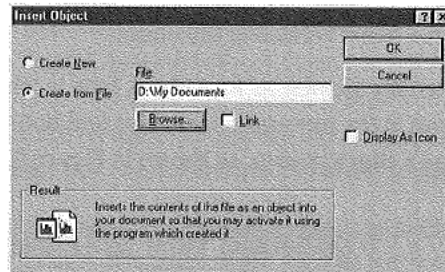 Insert Object
OK
Create New
Cancel
File:
Create from File
D:\My Documents
Browse...
Link
Display As Icon
Result
Inserts the contents of the file as an object into
your document so that you may activate it using
the program which created it.